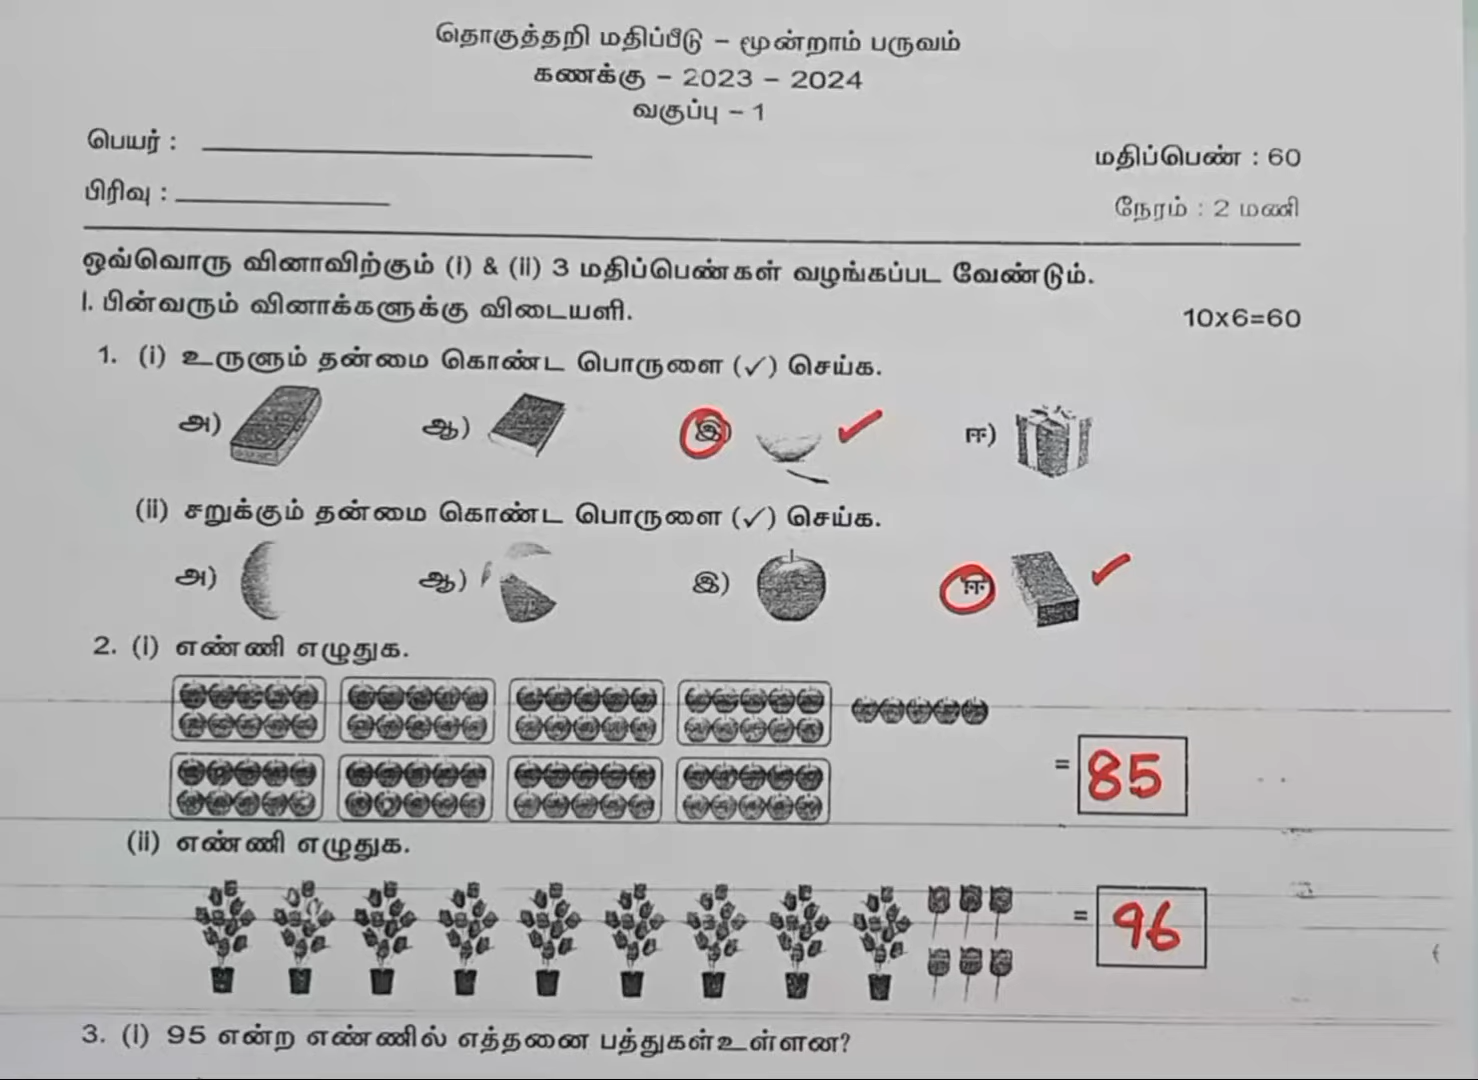 தொகுத்தறி மதிப்பீடு – மூன்றாம் பருவம்
கணக்கு – 2023 – 2024
வகுப்பு – 1
பெயர் :
மதிப்பெண் : 60
பிரிவு :
நேரம் : 2 மணி
ஒவ்வொரு வினாவிற்கும் (i) & (ii) 3 மதிப்பெண்கள் வழங்கப்பட வேண்டும்.
I. பின்வரும் வினாக்களுக்கு விடையளி.
10x6=60
1. (i) உருளும் தன்மை கொண்ட பொருளை (✓) செய்க.
அ) ஆ) இ) ✓ ஈ)
(ii) சறுக்கும் தன்மை கொண்ட பொருளை (✓) செய்க.
அ) ஆ) இ) ஈ ✓
2. (i) எண்ணி எழுதுக.
= 85
(ii) எண்ணி எழுதுக.
= 96
3. (i) 95 என்ற எண்ணில் எத்தனை பத்துகள் உள்ளன?